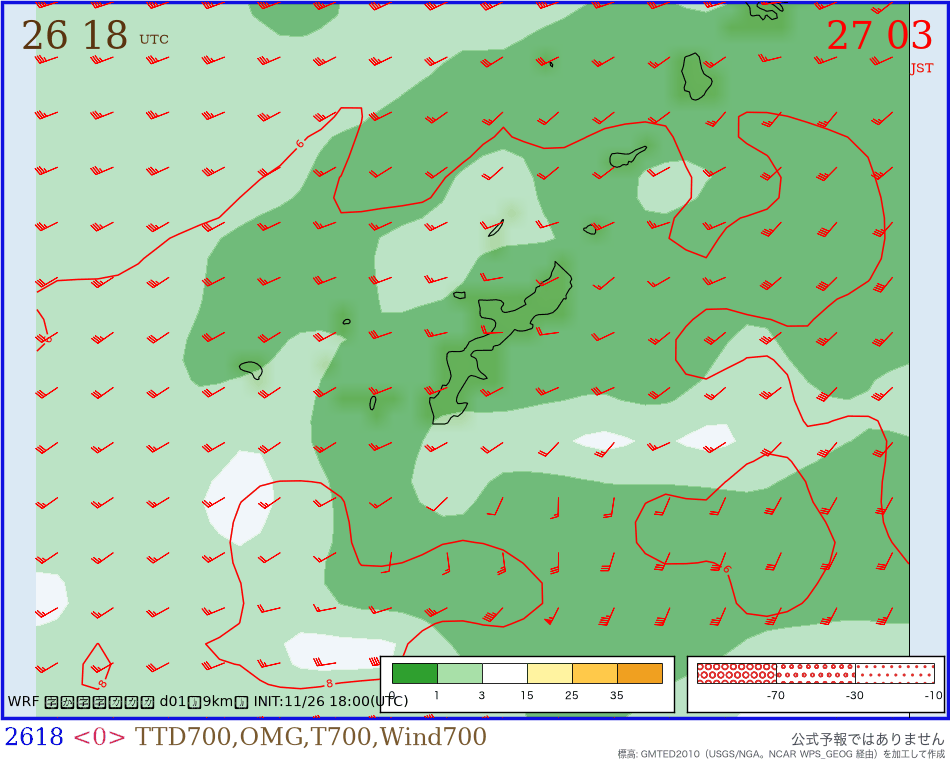 26 18 UTC
27 03
JST
6
6
6
8
8
0 1 3 15 25 35
-70 -30 -10
WRF d01 9km INIT:11/26 18:00(UTC)
2618 <0> TTD700,OMG,T700,Wind700
公式予報ではありません
標高: GMTED2010（USGS/NGA。NCAR WPS_GEOG 経由）を加工して作成